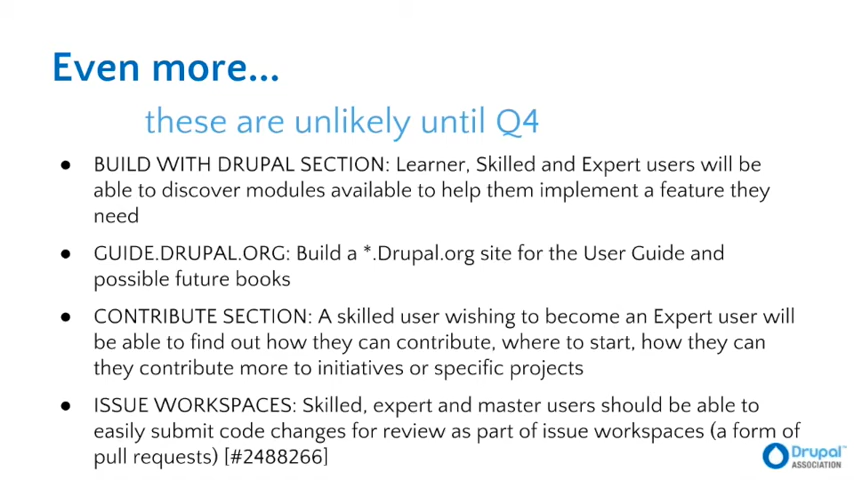 Even more...
these are unlikely until Q4
● BUILD WITH DRUPAL SECTION: Learner, Skilled and Expert users will be
able to discover modules available to help them implement a feature they
need
● GUIDE.DRUPAL.ORG: Build a *.Drupal.org site for the User Guide and
possible future books
● CONTRIBUTE SECTION: A skilled user wishing to become an Expert user will
be able to find out how they can contribute, where to start, how they can
they contribute more to initiatives or specific projects
● ISSUE WORKSPACES: Skilled, expert and master users should be able to
easily submit code changes for review as part of issue workspaces (a form of
pull requests) [#2488266]
Drupal™
ASSOCIATION